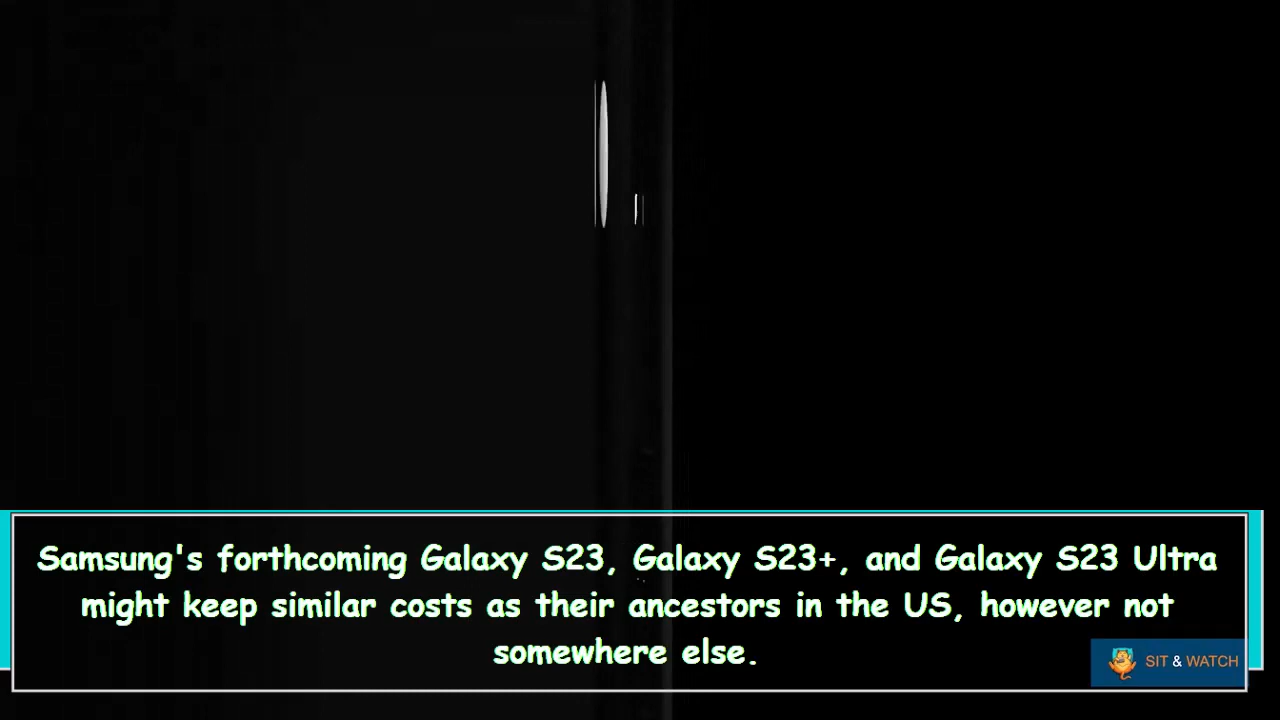 Samsung's forthcoming Galaxy S23, Galaxy S23+, and Galaxy S23 Ultra
might keep similar costs as their ancestors in the US, however not
somewhere else.
SIT & WATCH